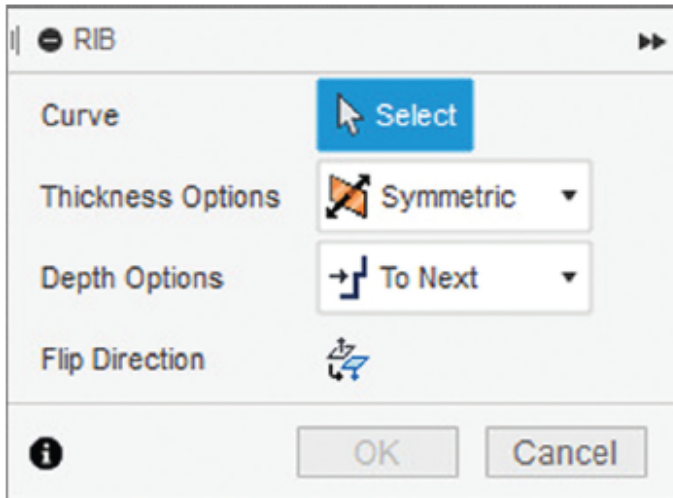 RIB
Curve Select
Thickness Options Symmetric
Depth Options To Next
Flip Direction
OK Cancel